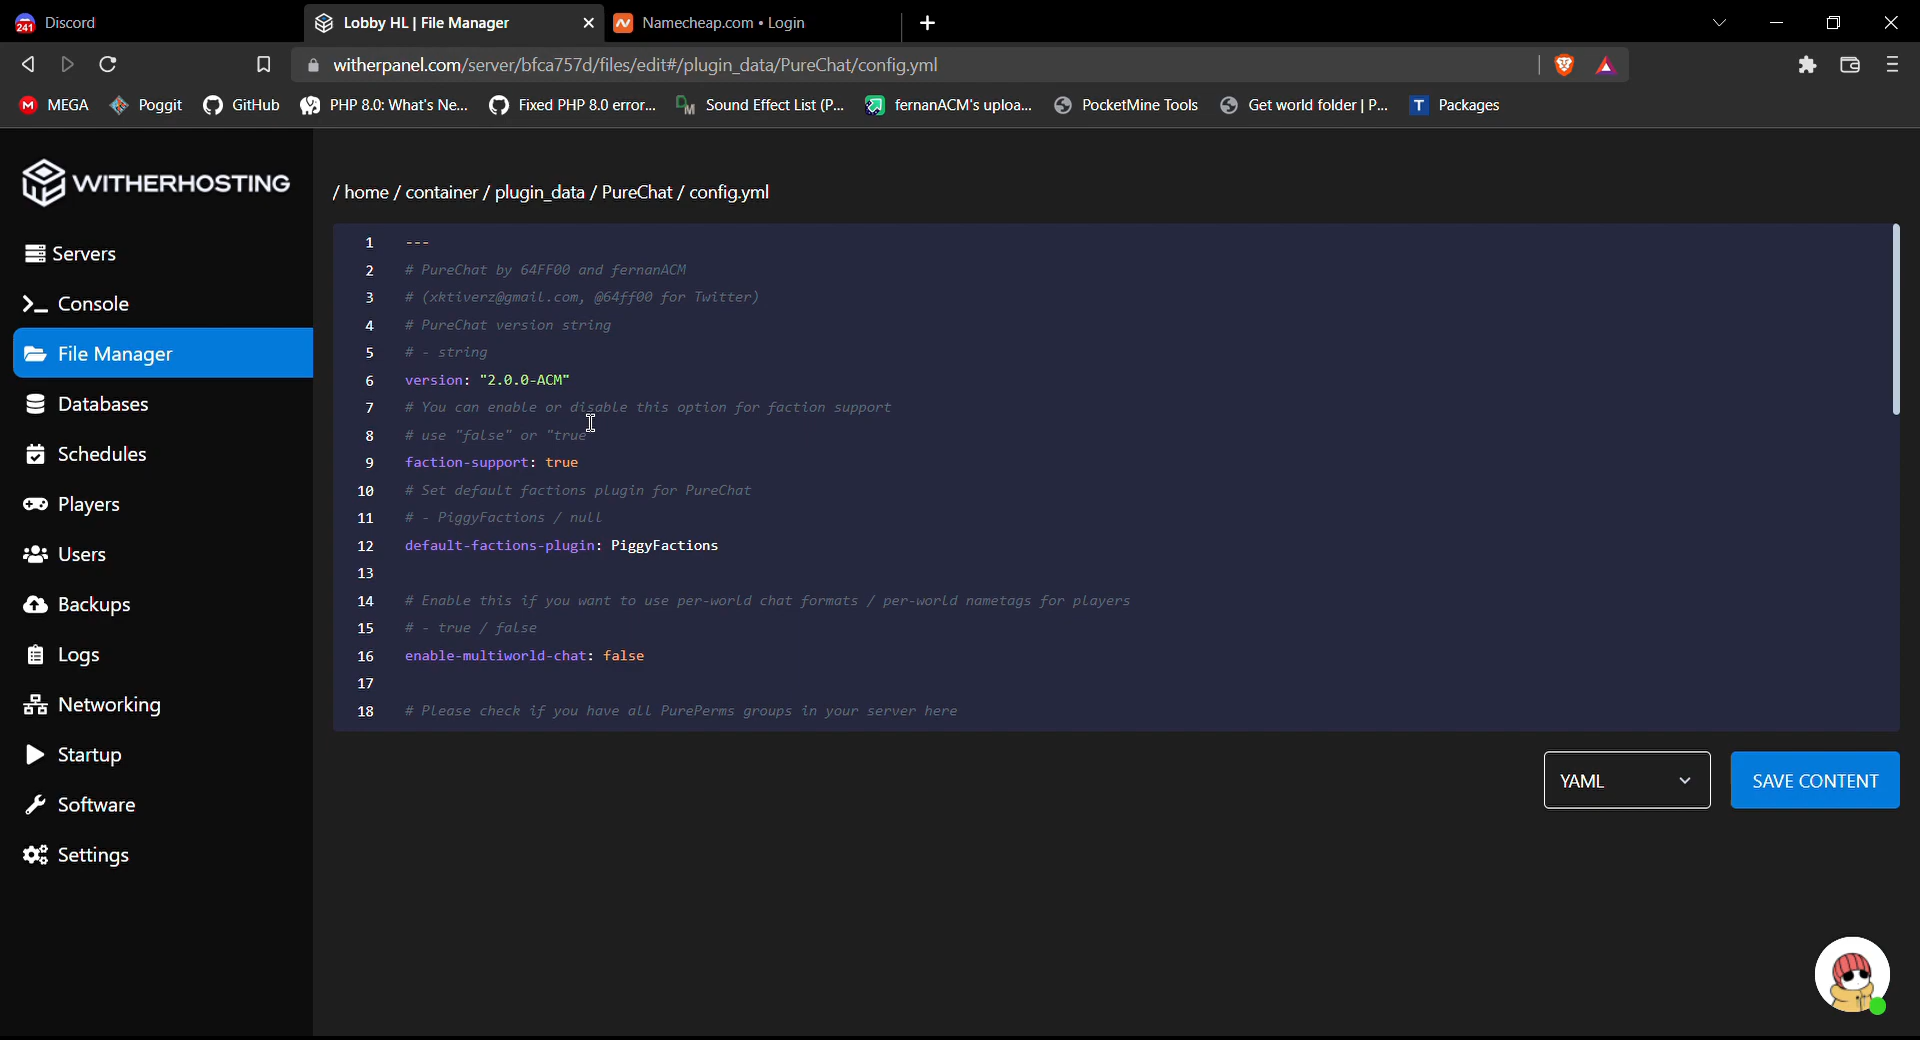 241 Discord
Lobby HL | File Manager
Namecheap.com • Login
witherpanel.com/server/bfca757d/files/edit#/plugin_data/PureChat/config.yml
MEGA Poggit GitHub PHP 8.0: What's Ne... Fixed PHP 8.0 error... DM Sound Effect List (P... fernanACM's uploa... PocketMine Tools Get world folder | P... T Packages
WITHERHOSTING
Servers
Console
File Manager
Databases
Schedules
Players
Users
Backups
Logs
Networking
Startup
Software
Settings
/ home / container / plugin_data / PureChat / config.yml
1 ---
2 # PureChat by 64FF00 and fernanACM
3 # (xktiverz@gmail.com, @64ff00 for Twitter)
4 # PureChat version string
5 # - string
6 version: "2.0.0-ACM"
7 # You can enable or disable this option for faction support
8 # use "false" or "true
9 faction-support: true
10 # Set default factions plugin for PureChat
11 # - PiggyFactions / null
12 default-factions-plugin: PiggyFactions
13
14 # Enable this if you want to use per-world chat formats / per-world nametags for players
15 # - true / false
16 enable-multiworld-chat: false
17
18 # Please check if you have all PurePerms groups in your server here
YAML
SAVE CONTENT